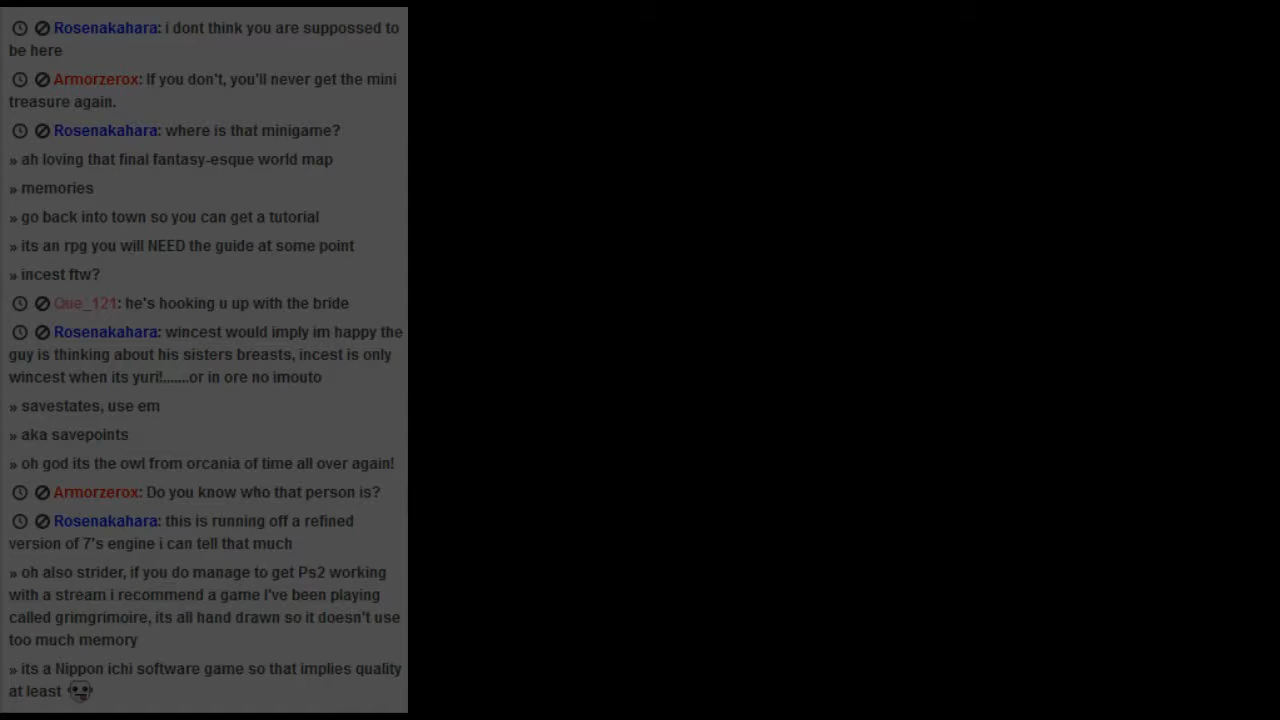 Rosenakahara: i dont think you are suppossed to
be here
Armorzerox: If you don't, you'll never get the mini
treasure again.
Rosenakahara: where is that minigame?
» ah loving that final fantasy-esque world map
» memories
» go back into town so you can get a tutorial
» its an rpg you will NEED the guide at some point
» incest ftw?
Que_121: he's hooking u up with the bride
Rosenakahara: wincest would imply im happy the
guy is thinking about his sisters breasts, incest is only
wincest when its yuri!.......or in ore no imouto
» savestates, use em
» aka savepoints
» oh god its the owl from orcania of time all over again!
Armorzerox: Do you know who that person is?
Rosenakahara: this is running off a refined
version of 7's engine i can tell that much
» oh also strider, if you do manage to get Ps2 working
with a stream i recommend a game i've been playing
called grimgrimoire, its all hand drawn so it doesn't use
too much memory
» its a Nippon ichi software game so that implies quality
at least